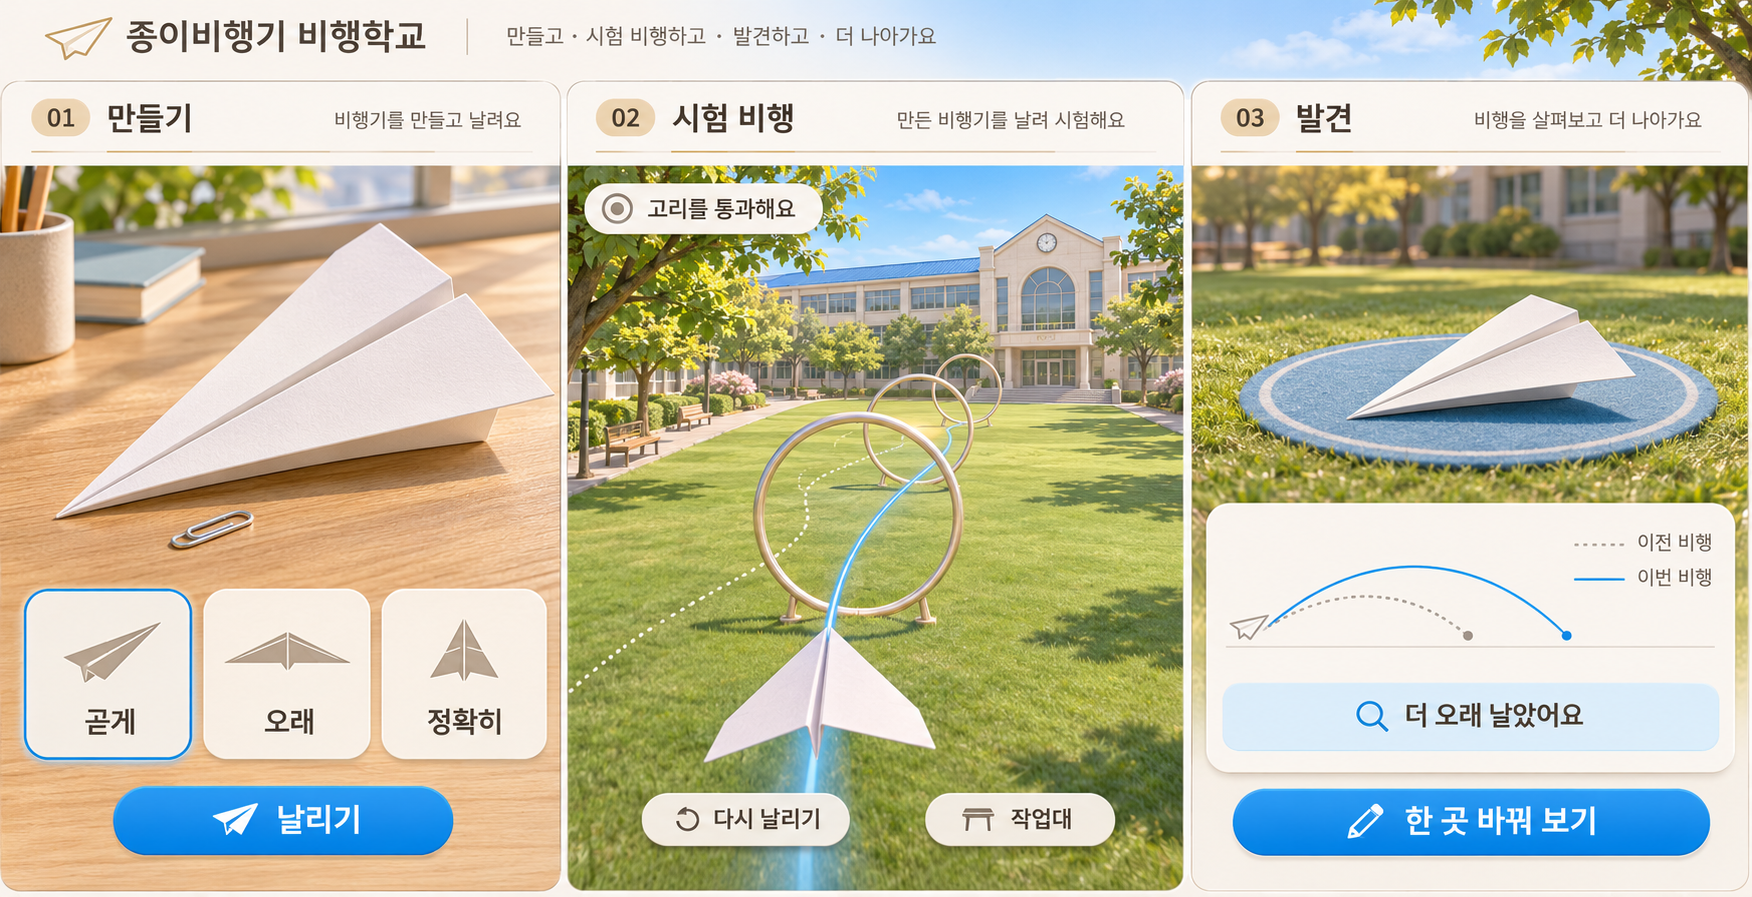 종이비행기 비행학교
만들고 · 시험 비행하고 · 발견하고 · 더 나아가요
01 만들기
비행기를 만들고 날려요
곧게
오래
정확히
날리기
02 시험 비행
만든 비행기를 날려 시험해요
고리를 통과해요
다시 날리기
작업대
03 발견
비행을 살펴보고 더 나아가요
이전 비행
이번 비행
더 오래 날았어요
한 곳 바꿔 보기